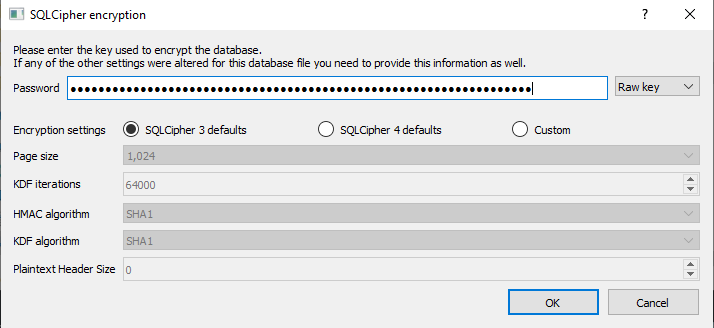 SQLCipher encryption
Please enter the key used to encrypt the database.
If any of the other settings were altered for this database file you need to provide this information as well.
Password Raw key
Encryption settings SQLCipher 3 defaults SQLCipher 4 defaults Custom
Page size 1,024
KDF iterations 64000
HMAC algorithm SHA1
KDF algorithm SHA1
Plaintext Header Size 0
OK Cancel